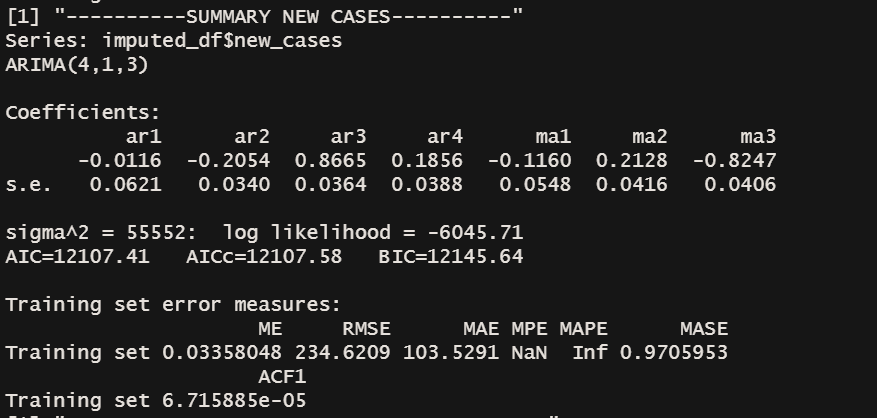 [1] "----------SUMMARY NEW CASES----------"
Series: imputed_df$new_cases
ARIMA(4,1,3)
Coefficients:
ar1 ar2 ar3 ar4 ma1 ma2 ma3
-0.0116 -0.2054 0.8665 0.1856 -0.1160 0.2128 -0.8247
s.e. 0.0621 0.0340 0.0364 0.0388 0.0548 0.0416 0.0406
sigma^2 = 55552: log likelihood = -6045.71
AIC=12107.41 AICc=12107.58 BIC=12145.64
Training set error measures:
ME RMSE MAE MPE MAPE MASE
Training set 0.03358048 234.6209 103.5291 NaN Inf 0.9705953
ACF1
Training set 6.715885e-05